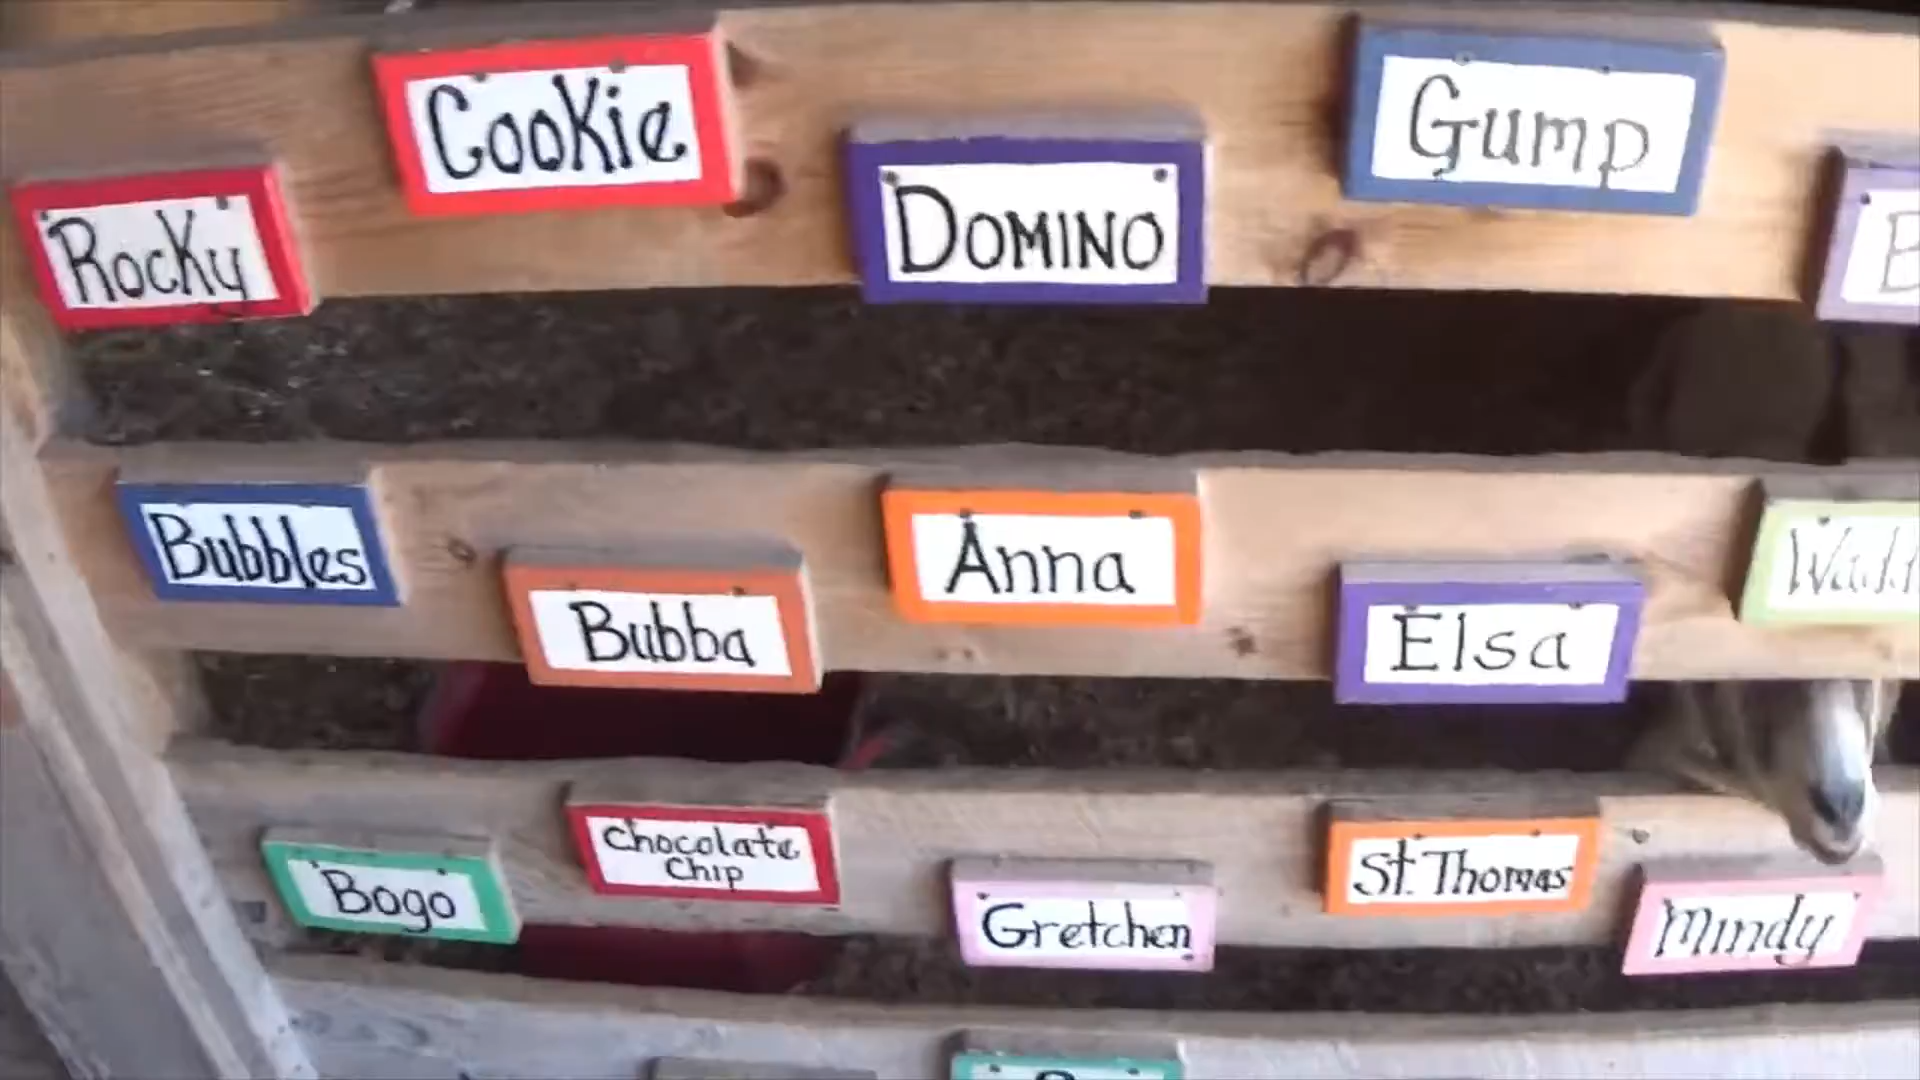 Cookie
Gump
Rocky
DOMINO
Bubbles
Anna
Bubba
Elsa
Chocolate
Chip
St. Thomas
Bogo
Gretchen
Mindy